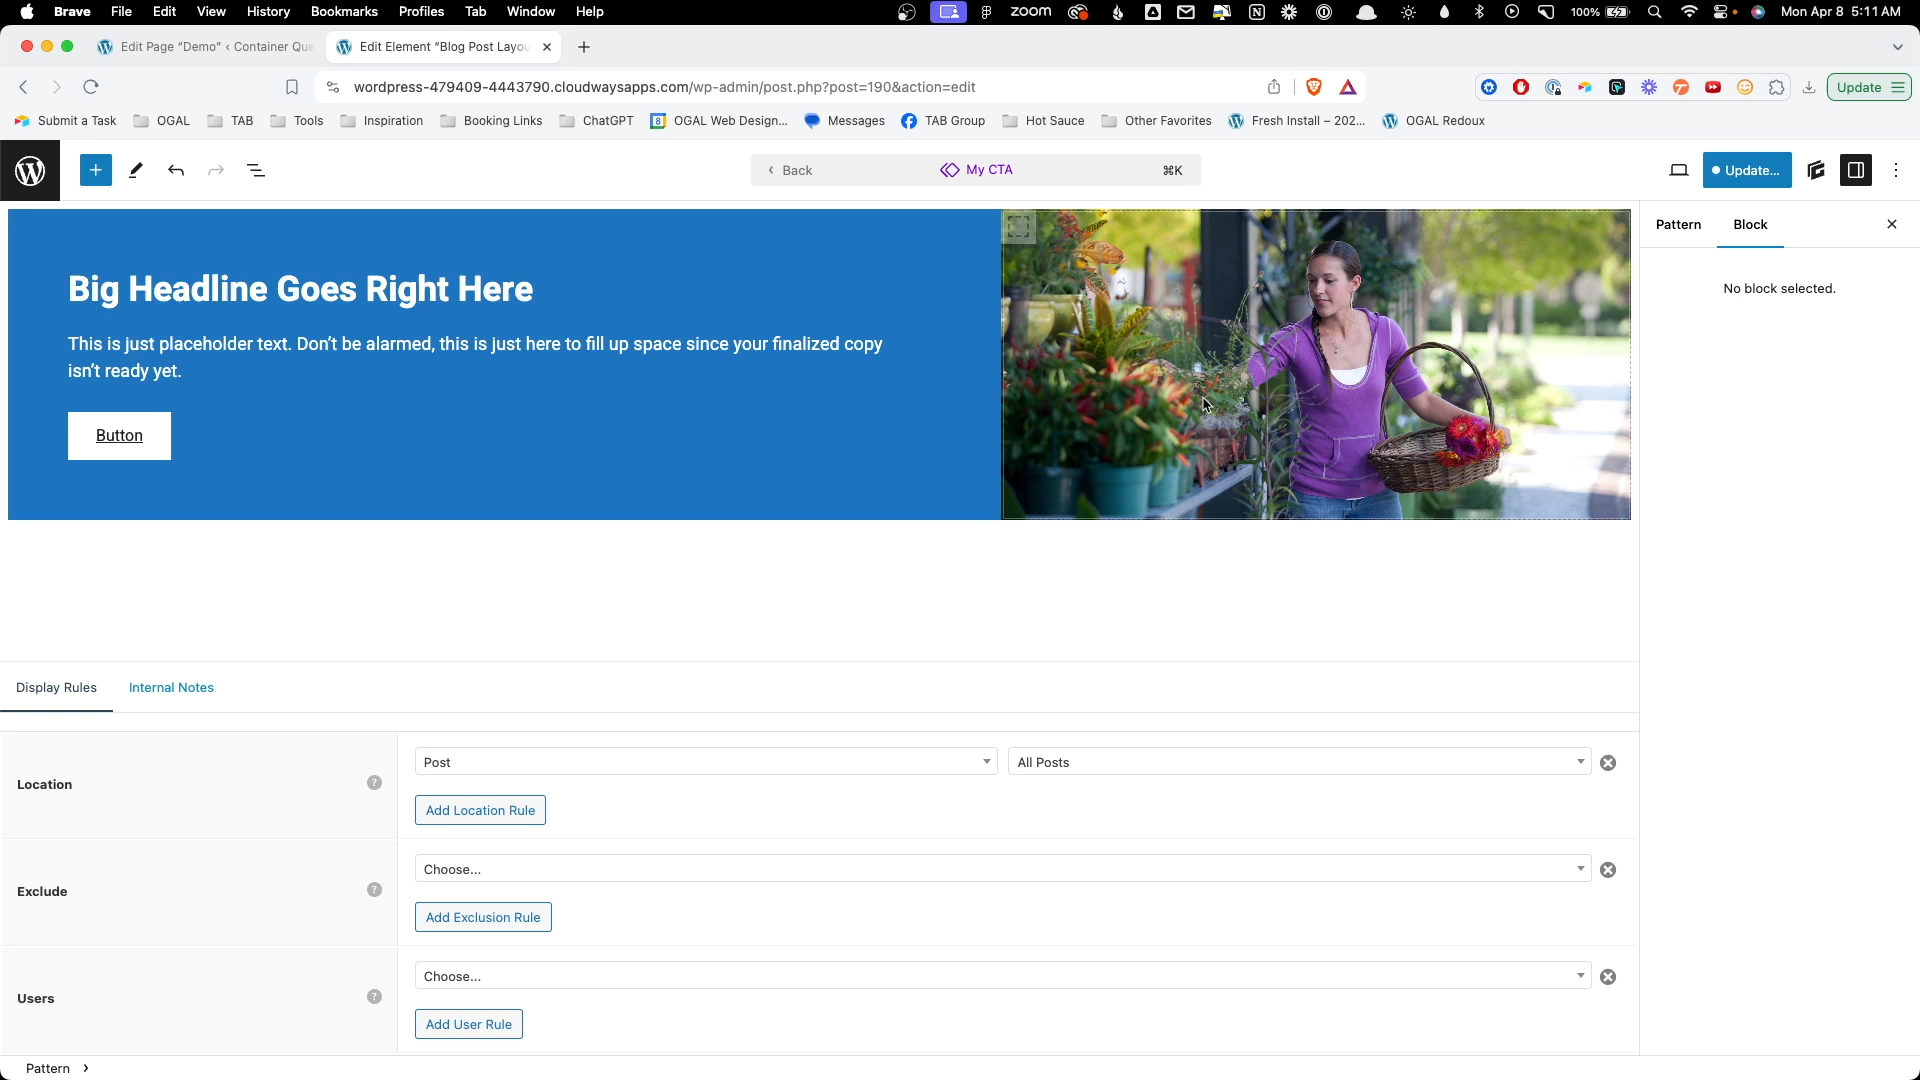 Brave File Edit View History Bookmarks Profiles Tab Window Help zoom 100% Mon Apr 8 5:11 AM
Edit Page "Demo" ‹ Container Que
Edit Element "Blog Post Layou
wordpress-479409-4443790.cloudwaysapps.com/wp-admin/post.php?post=190&action=edit
Update
Submit a Task OGAL TAB Tools Inspiration Booking Links ChatGPT OGAL Web Design... Messages TAB Group Hot Sauce Other Favorites Fresh Install – 202... OGAL Redoux
Back My CTA ⌘K
Update...
Pattern Block
No block selected.
Big Headline Goes Right Here
This is just placeholder text. Don't be alarmed, this is just here to fill up space since your finalized copy
isn't ready yet.
Button
Display Rules Internal Notes
Location ? Post All Posts
Add Location Rule
Exclude ? Choose...
Add Exclusion Rule
Users ? Choose...
Add User Rule
Pattern ›